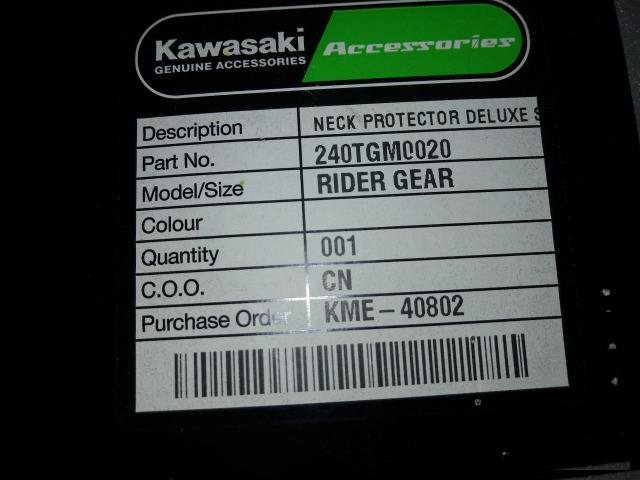 Kawasaki Accessories
GENUINE ACCESSORIES
Description NECK PROTECTOR DELUXE S
Part No. 240TGM0020
Model/Size RIDER GEAR
Colour
Quantity 001
C.O.O. CN
Purchase Order KME-40802